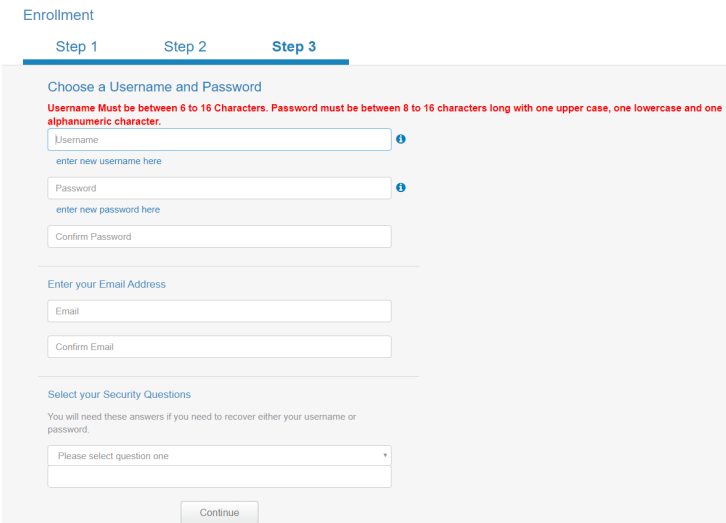 Enrollment
Step 1 Step 2 Step 3
Choose a Username and Password
Username Must be between 6 to 16 Characters. Password must be between 8 to 16 characters long with one upper case, one lowercase and one
alphanumeric character.
Username
enter new username here
Password
enter new password here
Confirm Password
Enter your Email Address
Email
Confirm Email
Select your Security Questions
You will need these answers if you need to recover either your username or
password.
Please select question one
Continue